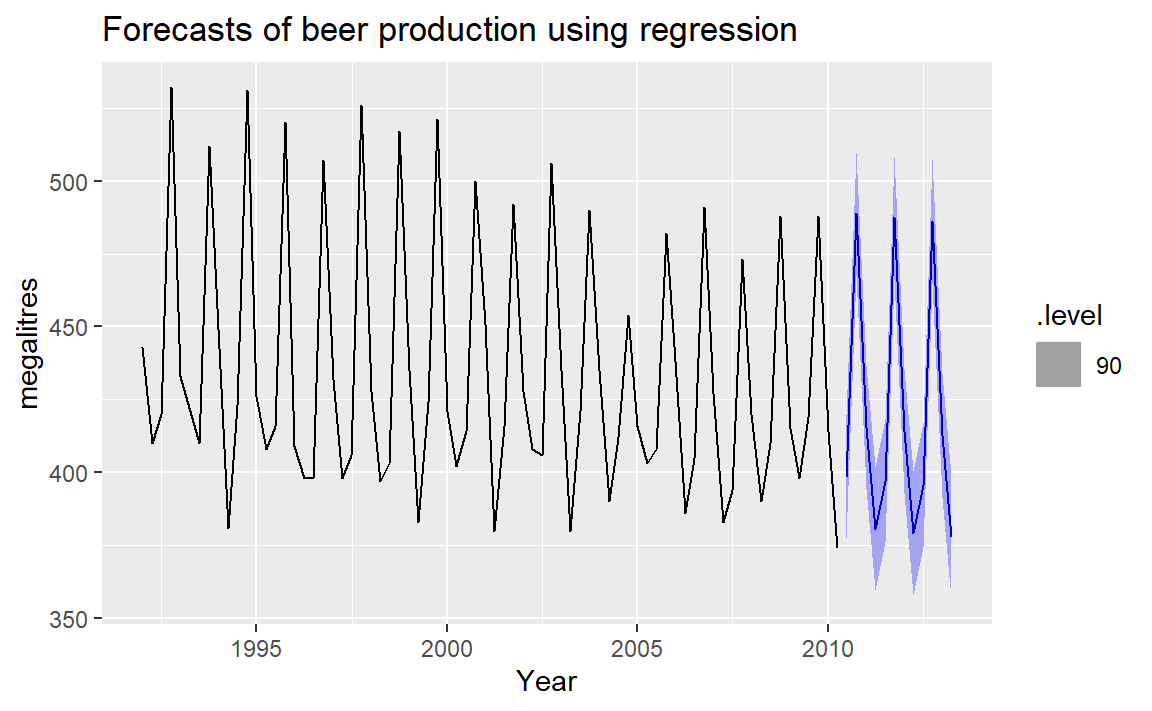 Forecasts of beer production using regression
megalitres
500
450
400
350
1995
2000
2005
2010
Year
.level
90